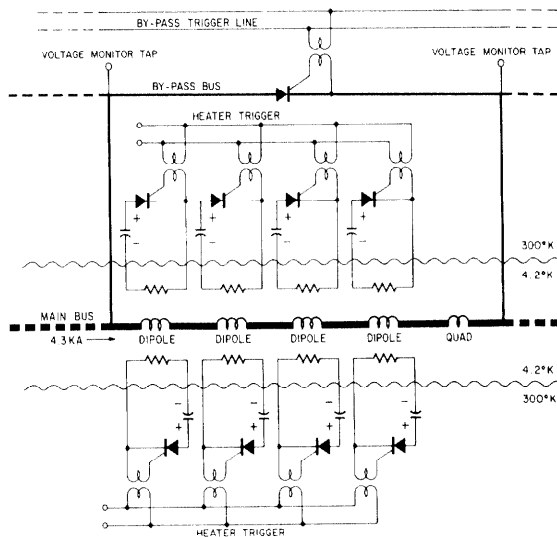 BY-PASS TRIGGER LINE
VOLTAGE MONITOR TAP
VOLTAGE MONITOR TAP
BY-PASS BUS
HEATER TRIGGER
+ + + +
- - - -
300°K
4.2°K
MAIN BUS
4.3KA
DIPOLE DIPOLE DIPOLE DIPOLE QUAD
4.2°K
300°K
- - - -
+ + + +
HEATER TRIGGER